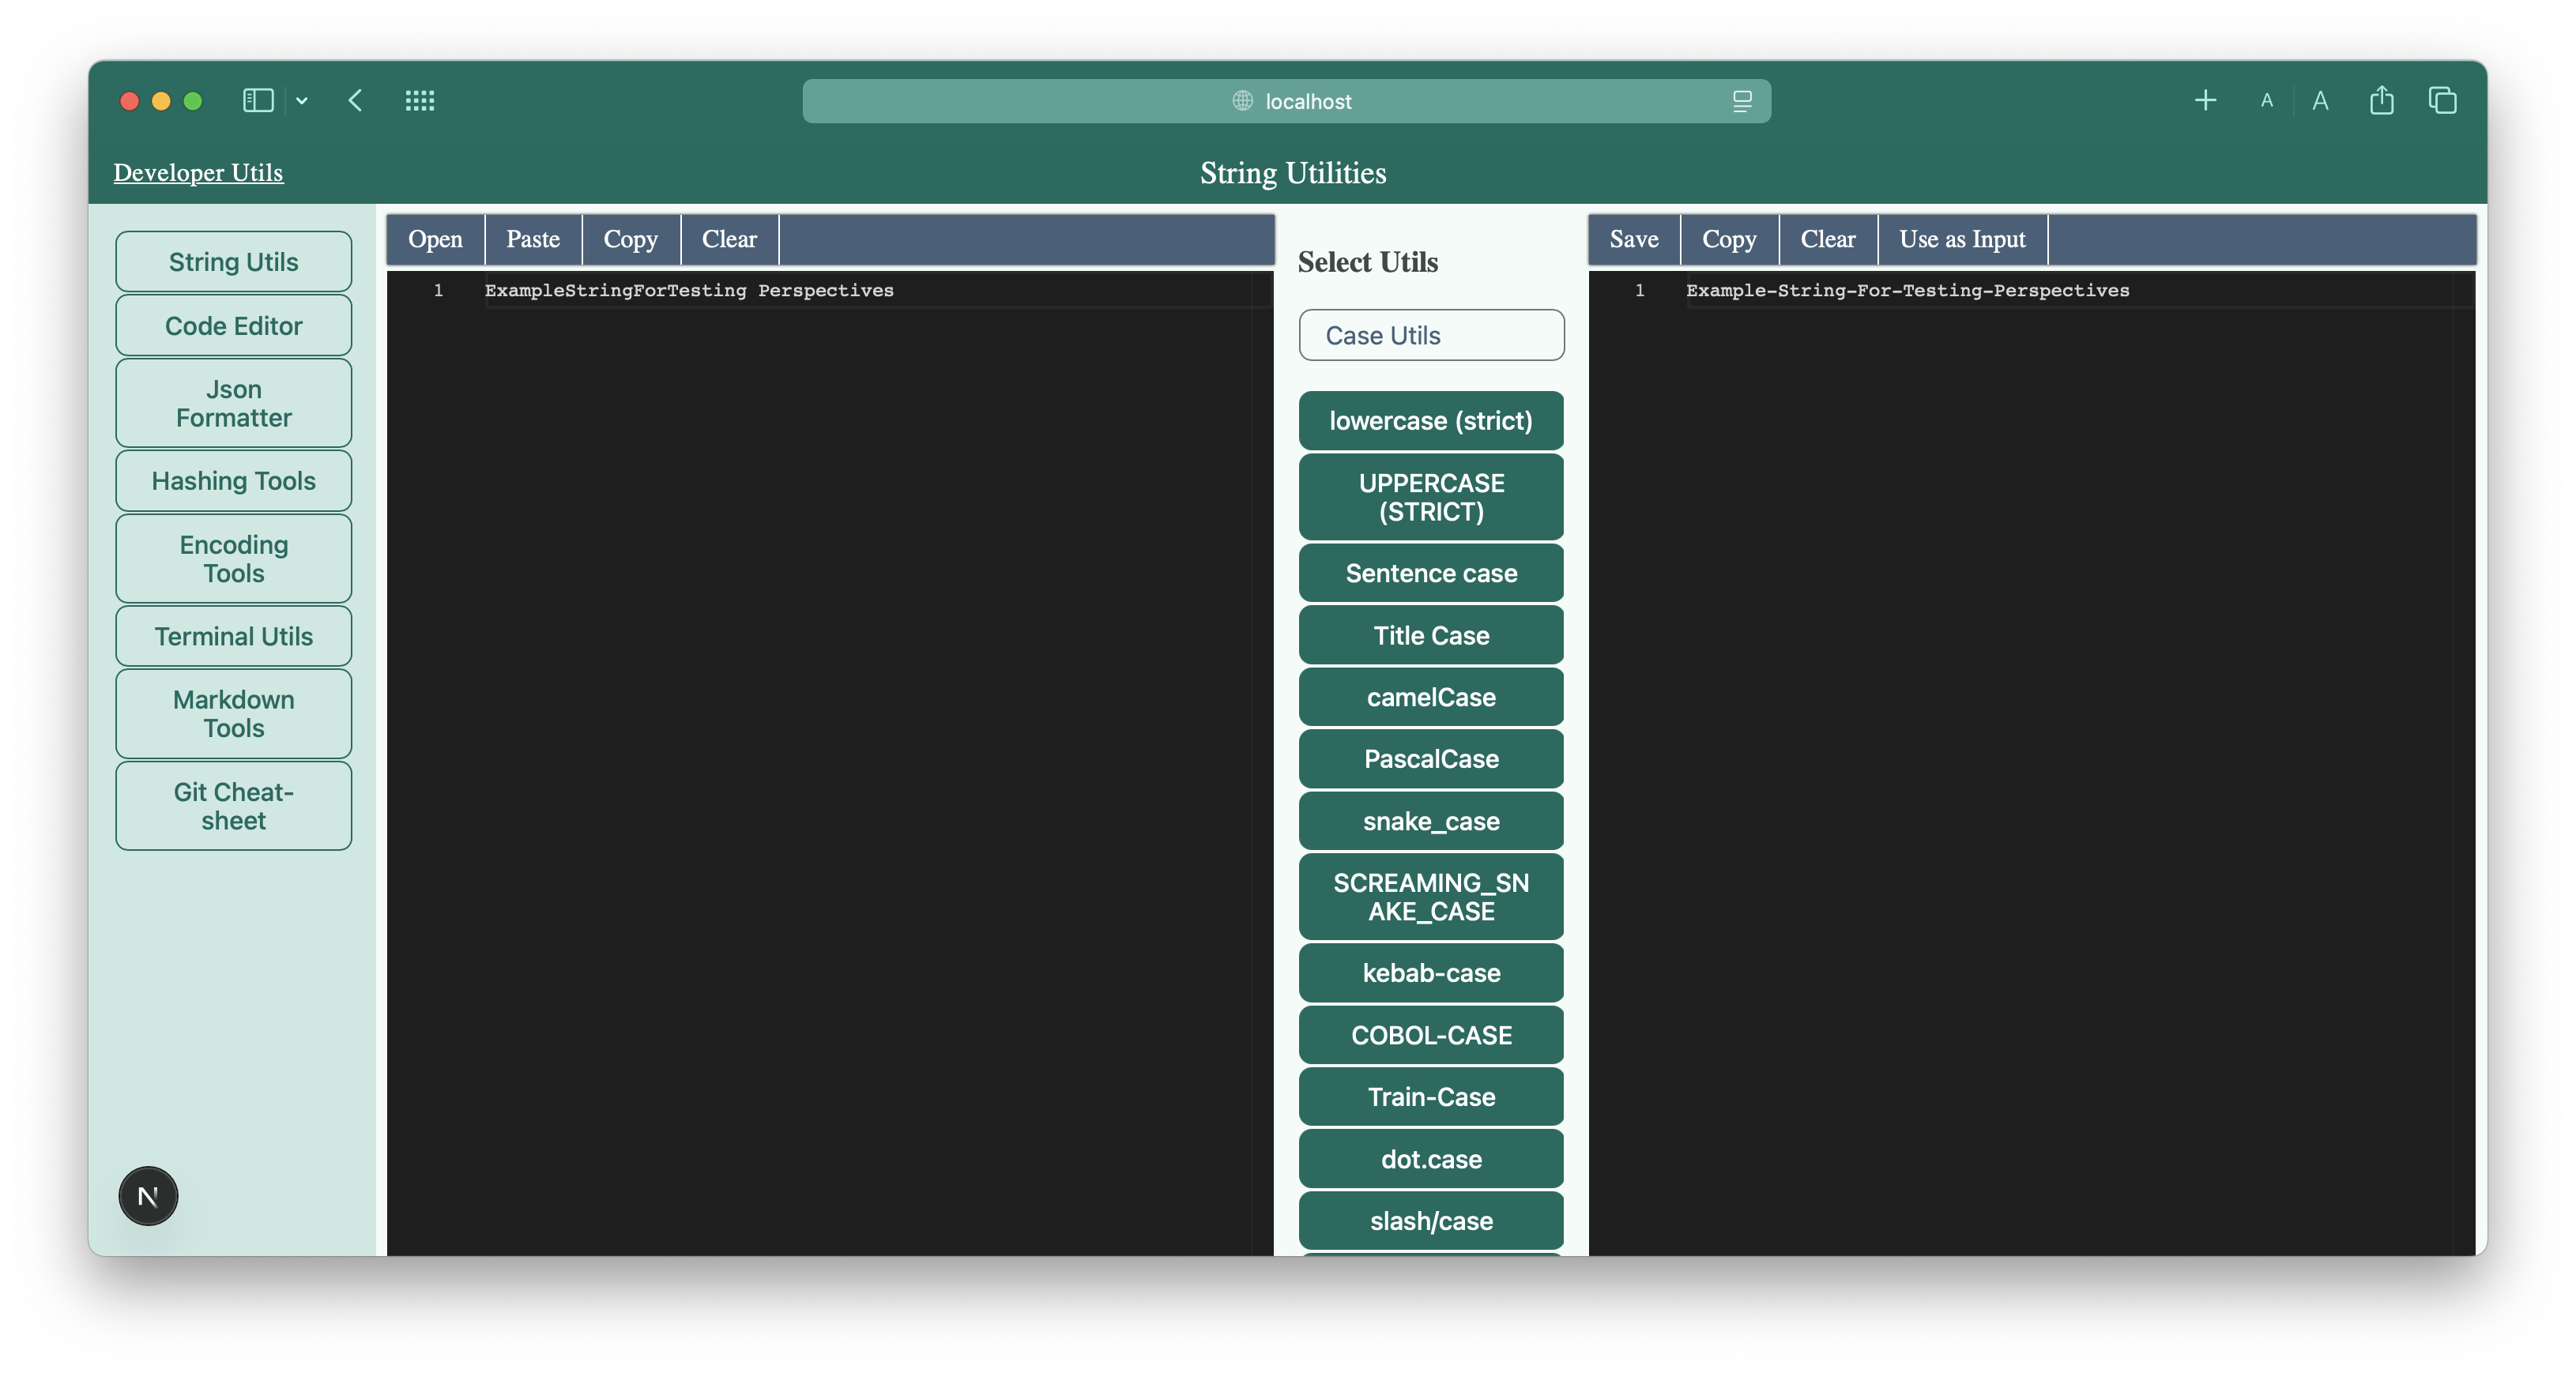 localhost
A A
Developer Utils
String Utilities
String Utils
Code Editor
Json
Formatter
Hashing Tools
Encoding
Tools
Terminal Utils
Markdown
Tools
Git Cheat-
sheet
N
Open Paste Copy Clear
1 ExampleStringForTesting Perspectives
Select Utils
Case Utils
lowercase (strict)
UPPERCASE
(STRICT)
Sentence case
Title Case
camelCase
PascalCase
snake_case
SCREAMING_SN
AKE_CASE
kebab-case
COBOL-CASE
Train-Case
dot.case
slash/case
Save Copy Clear Use as Input
1 Example-String-For-Testing-Perspectives